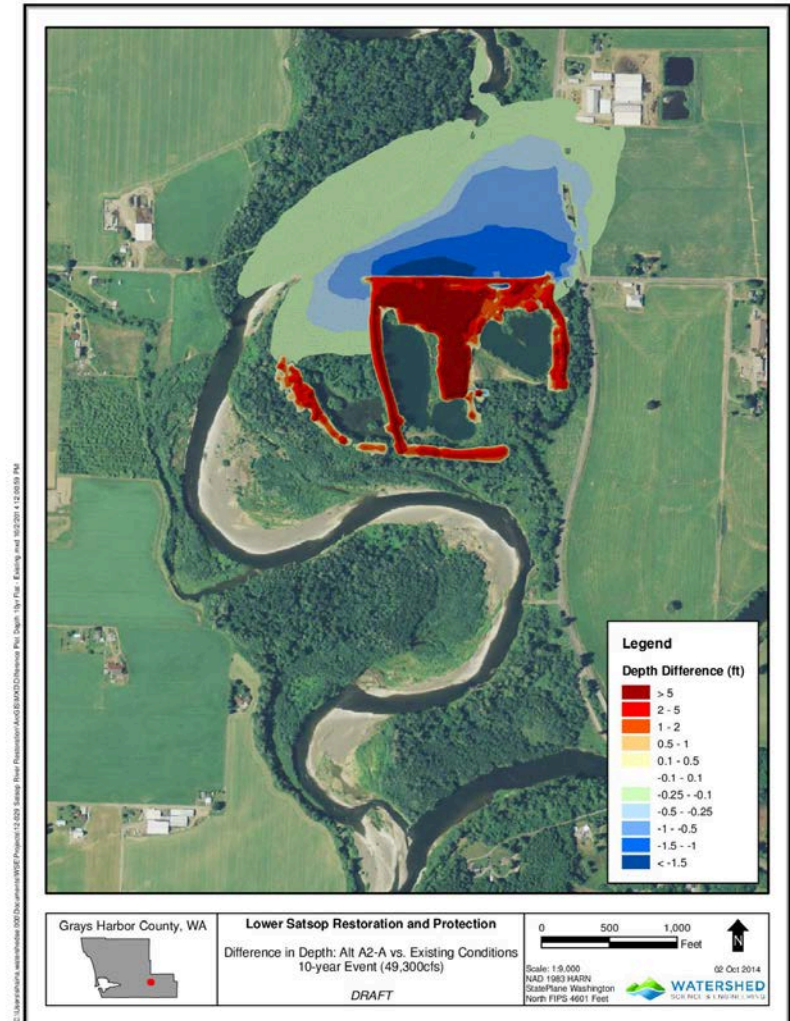 Legend
Depth Difference (ft)
> 5
2 - 5
1 - 2
0.5 - 1
0.1 - 0.5
-0.1 - 0.1
-0.25 - -0.1
-0.5 - -0.25
-1 - -0.5
-1.5 - -1
< -1.5
Grays Harbor County, WA
Lower Satsop Restoration and Protection
Difference in Depth: Alt A2-A vs. Existing Conditions
10-year Event (49,300cfs)
DRAFT
0 500 1,000
Feet
N
Scale: 1:9,000
NAD 1983 HARN
StatePlane Washington
North FIPS 4601 Feet
02 Oct 2014
WATERSHED
SCIENCE & ENGINEERING